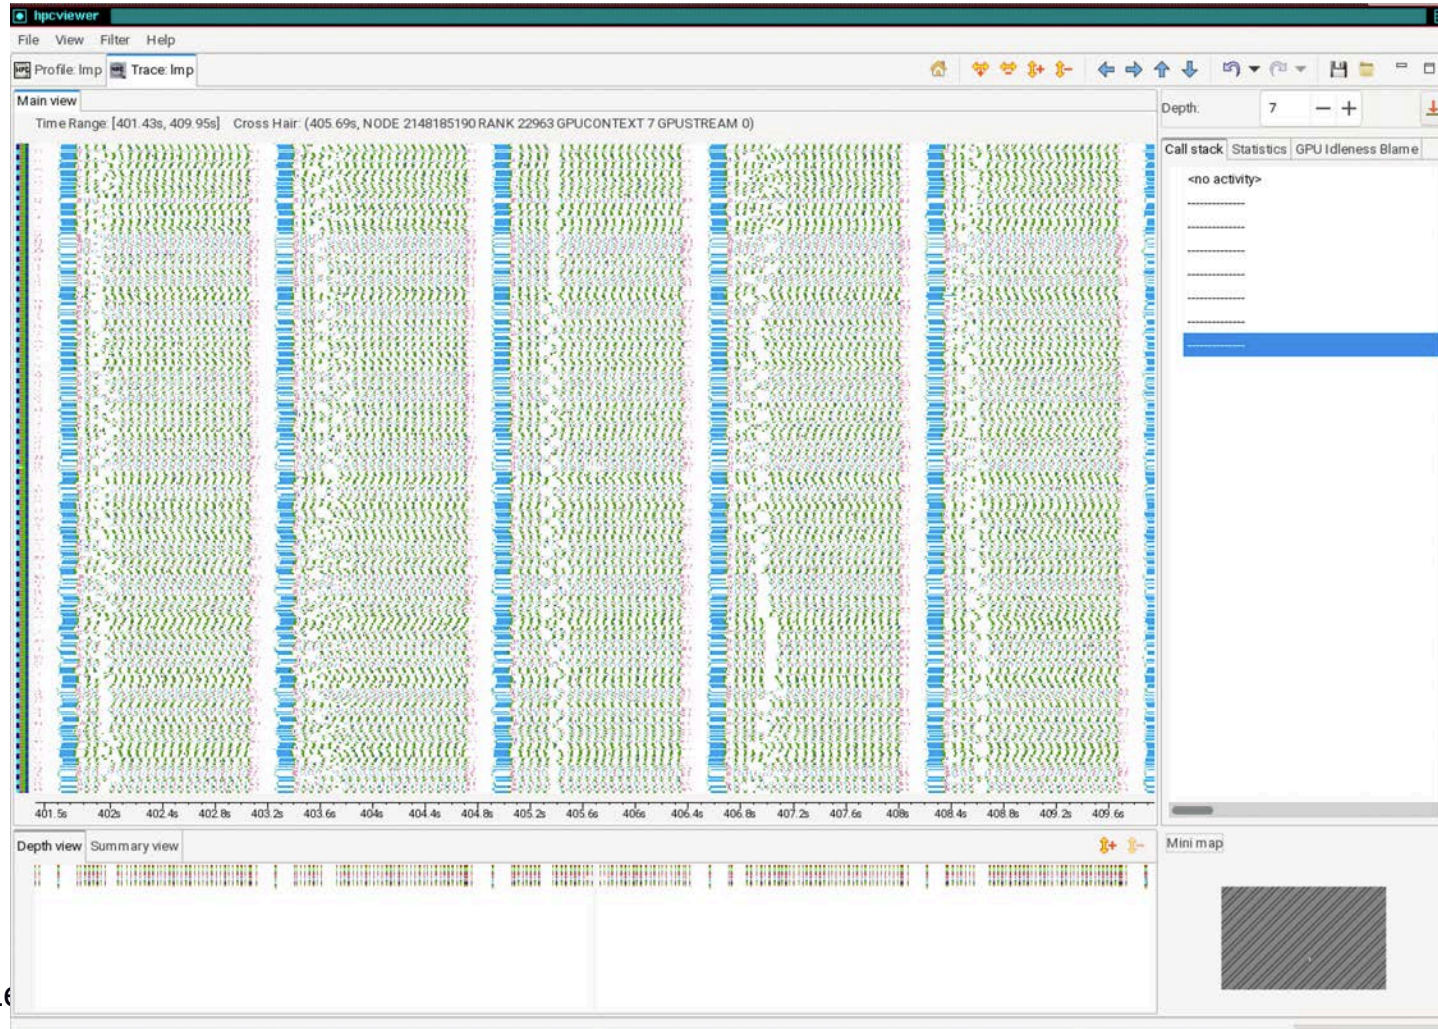 hpcviewer
File View Filter Help
Profile: lmp Trace: lmp
Main view
Time Range: [401.43s, 409.95s] Cross Hair: (405.69s, NODE 2148185190 RANK 22963 GPUCONTEXT 7 GPUSTREAM 0)
Depth: 7
Call stack Statistics GPU Idleness Blame
<no activity>
-------------
-------------
-------------
-------------
-------------
-------------
-------------
401.5s 402s 402.4s 402.8s 403.2s 403.6s 404s 404.4s 404.8s 405.2s 405.6s 406s 406.4s 406.8s 407.2s 407.6s 408s 408.4s 408.8s 409.2s 409.6s
Depth view Summary view
Mini map